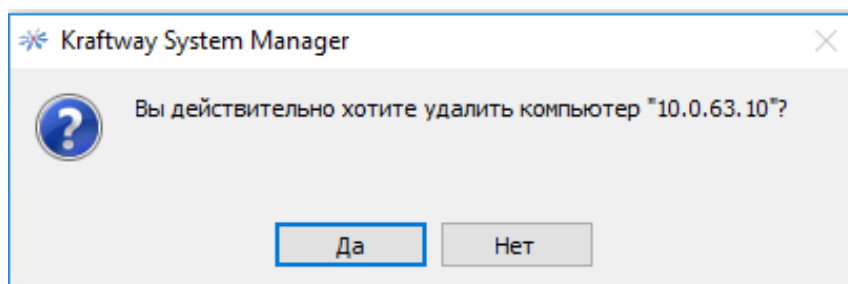 Kraftway System Manager
Вы действительно хотите удалить компьютер "10.0.63.10"?
Да
Нет